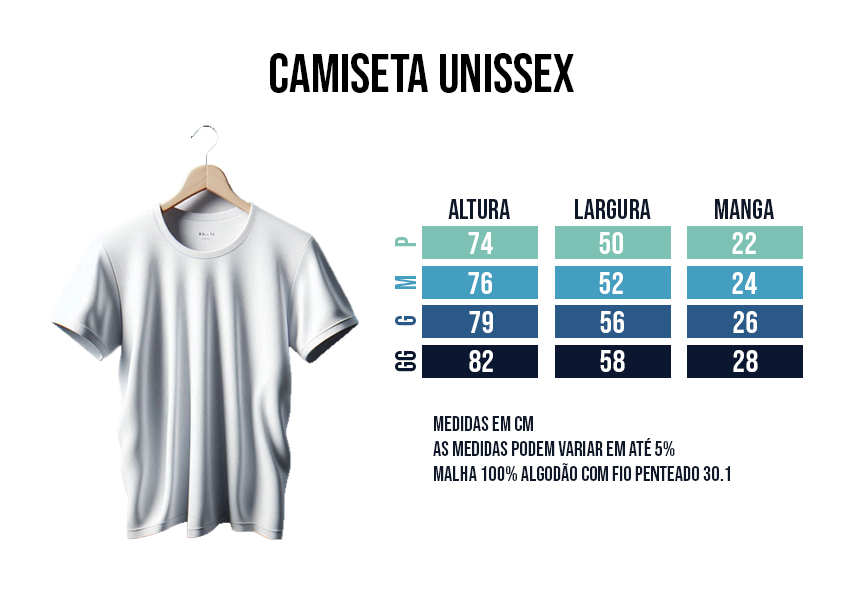 CAMISETA UNISSEX
ALTURA LARGURA MANGA
P 74 50 22
M 76 52 24
G 79 56 26
GG 82 58 28
MEDIDAS EM CM
AS MEDIDAS PODEM VARIAR EM ATÉ 5%
MALHA 100% ALGODÃO COM FIO PENTEADO 30.1